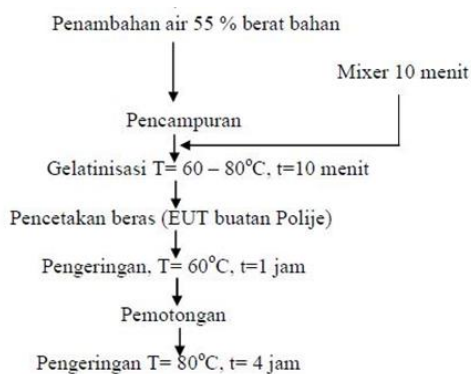 Penambahan air 55 % berat bahan
Mixer 10 menit
Pencampuran
Gelatinisasi T= 60 – 80°C, t=10 menit
Pencetakan beras (EUT buatan Polije)
Pengeringan, T= 60°C, t=1 jam
Pemotongan
Pengeringan T= 80°C, t= 4 jam